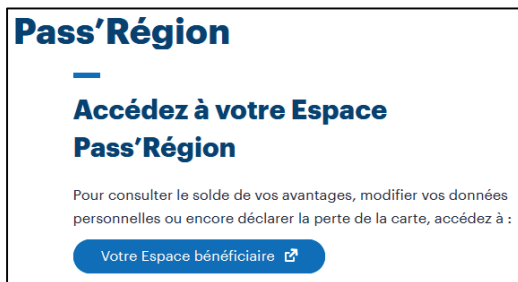 Pass'Région
Accédez à votre Espace
Pass'Région
Pour consulter le solde de vos avantages, modifier vos données
personnelles ou encore déclarer la perte de la carte, accédez à :
Votre Espace bénéficiaire